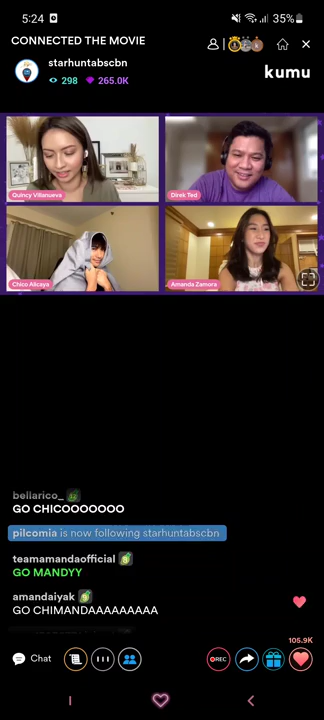 5:24
35%
CONNECTED THE MOVIE
starhuntabscbn
298 265.0K
kumu
Quincy Villanueva
Direk Ted
Chico Alicaya
Amanda Zamora
bellarico_
GO CHICOOOOOOO
pilcomia is now following starhuntabscbn
teamamandaofficial
GO MANDYY
amandaiyak
GO CHIMANDAAAAAAAAA
105.9K
Chat
REC